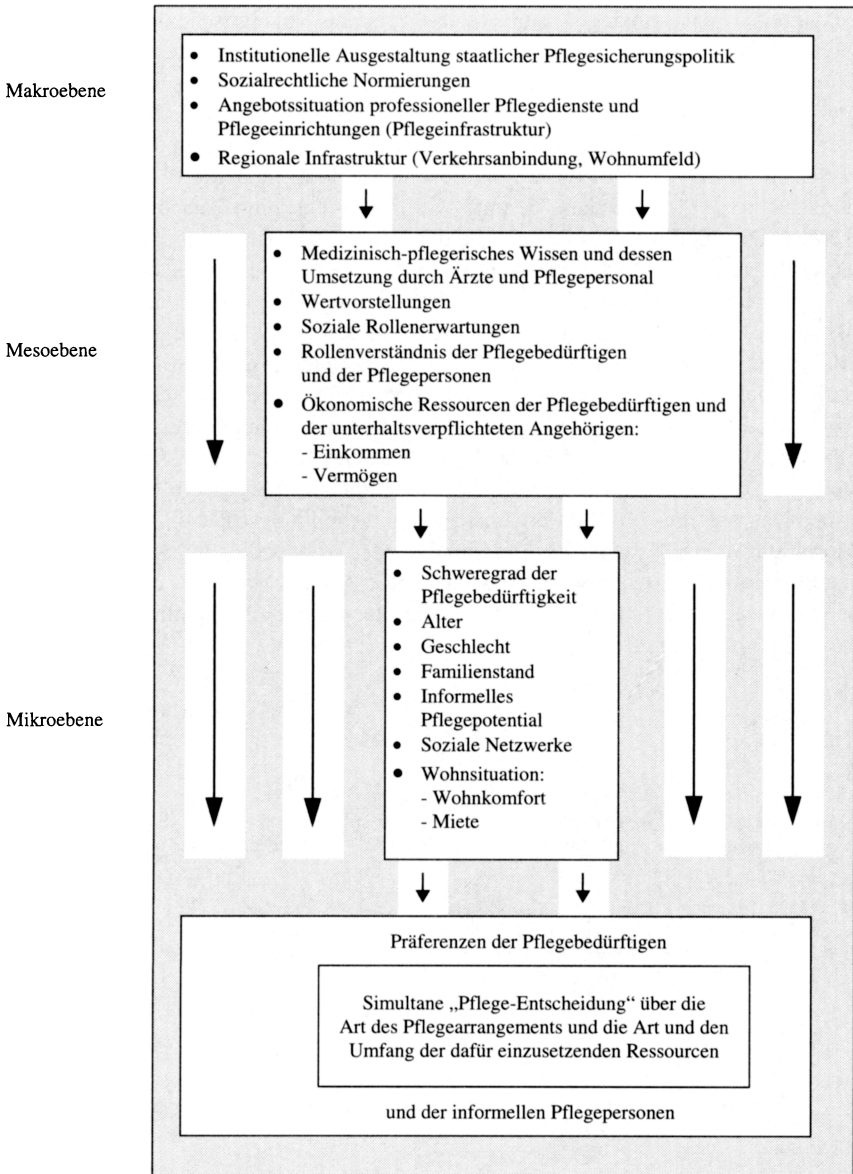 Makroebene
• Institutionelle Ausgestaltung staatlicher Pflegesicherungspolitik
• Sozialrechtliche Normierungen
• Angebotssituation professioneller Pflegedienste und
Pflegeeinrichtungen (Pflegeinfrastruktur)
• Regionale Infrastruktur (Verkehrsanbindung, Wohnumfeld)
Mesoebene
• Medizinisch-pflegerisches Wissen und dessen
Umsetzung durch Ärzte und Pflegepersonal
• Wertvorstellungen
• Soziale Rollenerwartungen
• Rollenverständnis der Pflegebedürftigen
und der Pflegepersonen
• Ökonomische Ressourcen der Pflegebedürftigen und
der unterhaltsverpflichteten Angehörigen:
- Einkommen
- Vermögen
Mikroebene
• Schweregrad der
Pflegebedürftigkeit
• Alter
• Geschlecht
• Familienstand
• Informelles
Pflegepotential
• Soziale Netzwerke
• Wohnsituation:
- Wohnkomfort
- Miete
Präferenzen der Pflegebedürftigen
Simultane „Pflege-Entscheidung“ über die
Art des Pflegearrangements und die Art und den
Umfang der dafür einzusetzenden Ressourcen
und der informellen Pflegepersonen